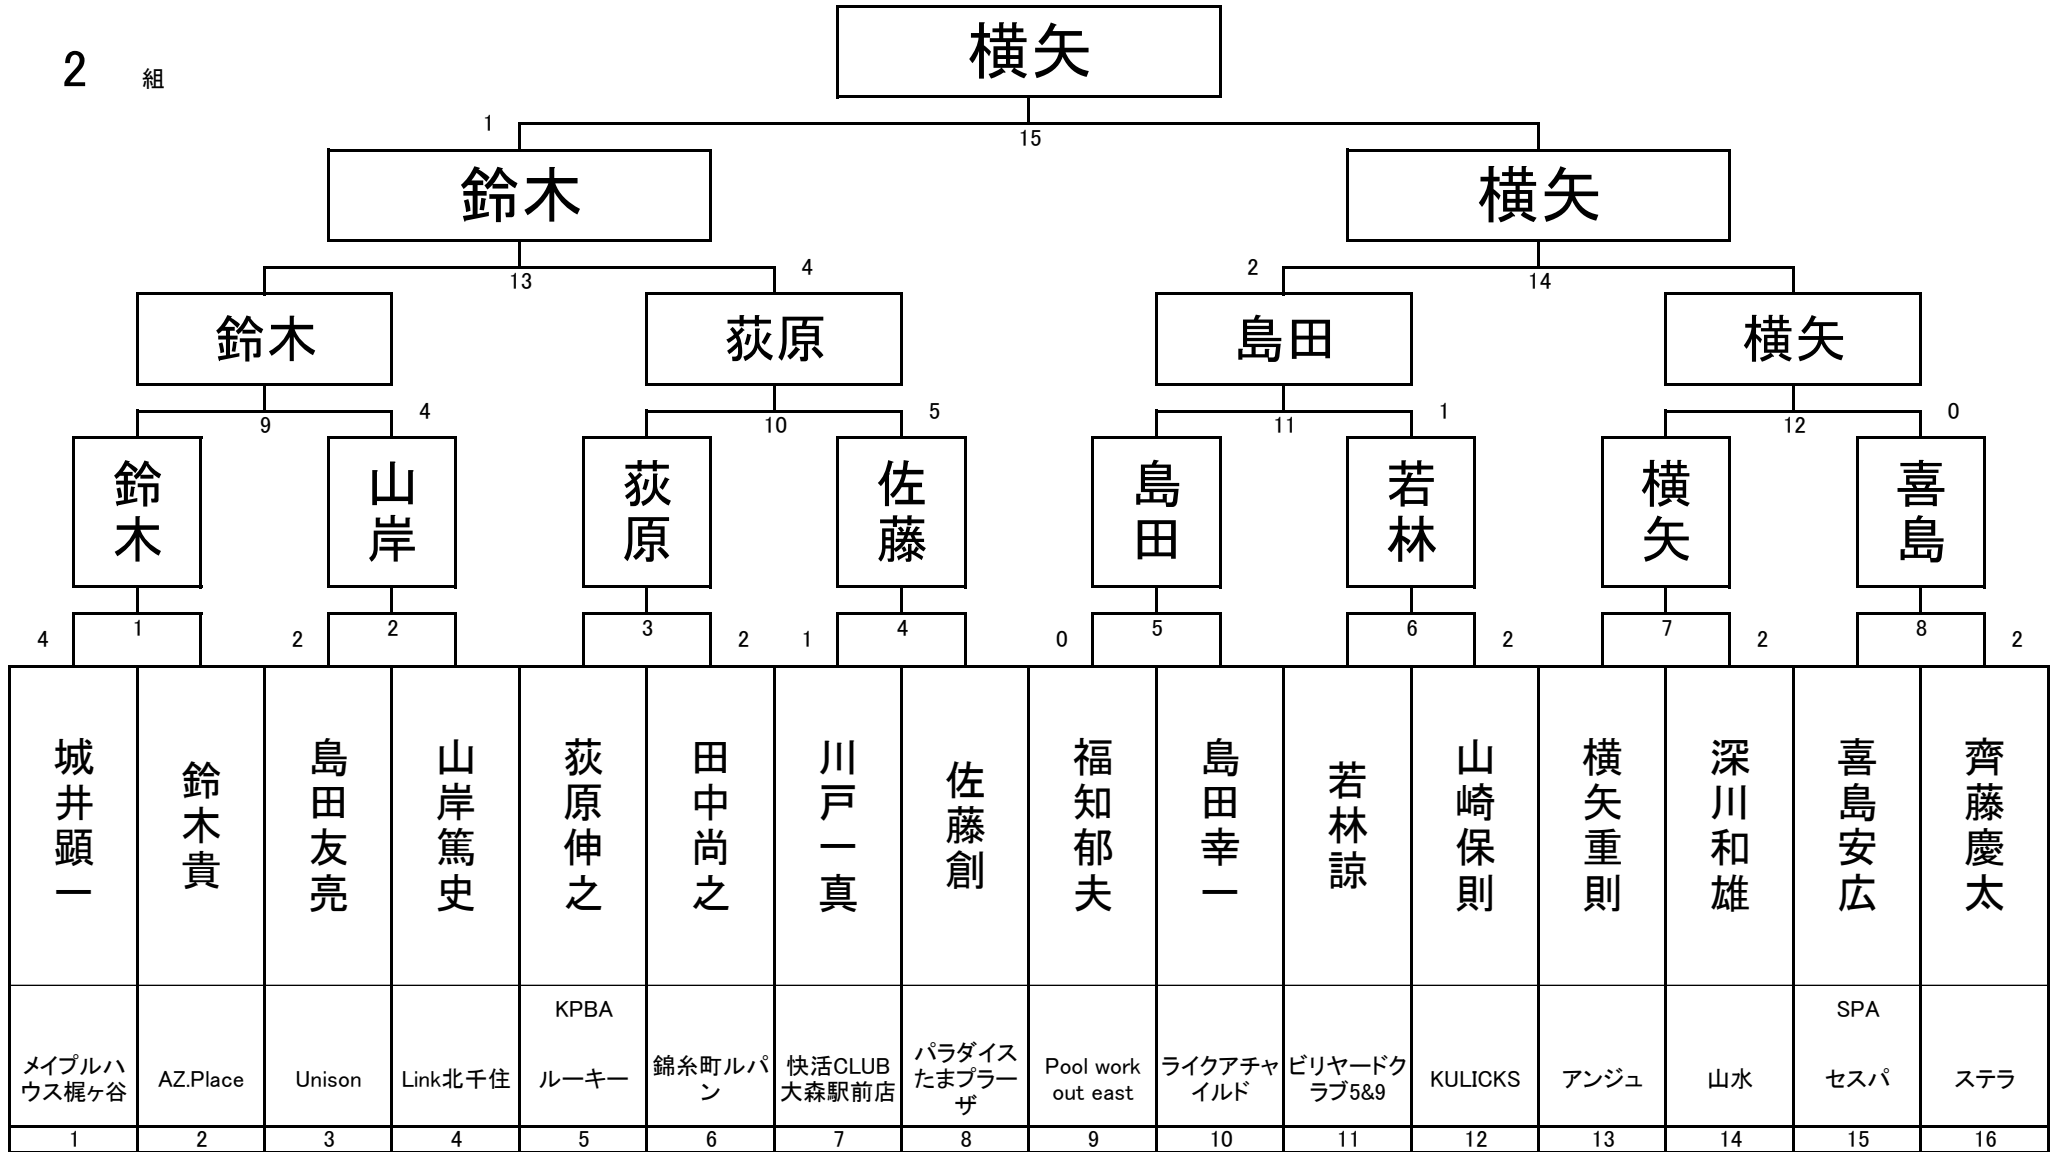 2 組
横矢
1
15
鈴木
横矢
13
4
2
14
鈴木
荻原
島田
横矢
9
4
10
5
11
1
12
0
鈴木
山岸
荻原
佐藤
島田
若林
横矢
喜島
4
1
2
2
3
2
1
4
0
5
6
2
7
2
8
2
城井顕一
鈴木貴
島田友亮
山岸篤史
荻原伸之
田中尚之
川戸一真
佐藤創
福知郁夫
島田幸一
若林諒
山崎保則
横矢重則
深川和雄
喜島安広
齊藤慶太
メイプルハ
ウス梶ヶ谷
AZ.Place
Unison
Link北千住
KPBA
ルーキー
錦糸町ルパ
ン
快活CLUB
大森駅前店
パラダイス
たまプラー
ザ
Pool work
out east
ライクアチャ
イルド
ビリヤードク
ラブ5&9
KULICKS
アンジュ
山水
SPA
セスパ
ステラ
1
2
3
4
5
6
7
8
9
10
11
12
13
14
15
16